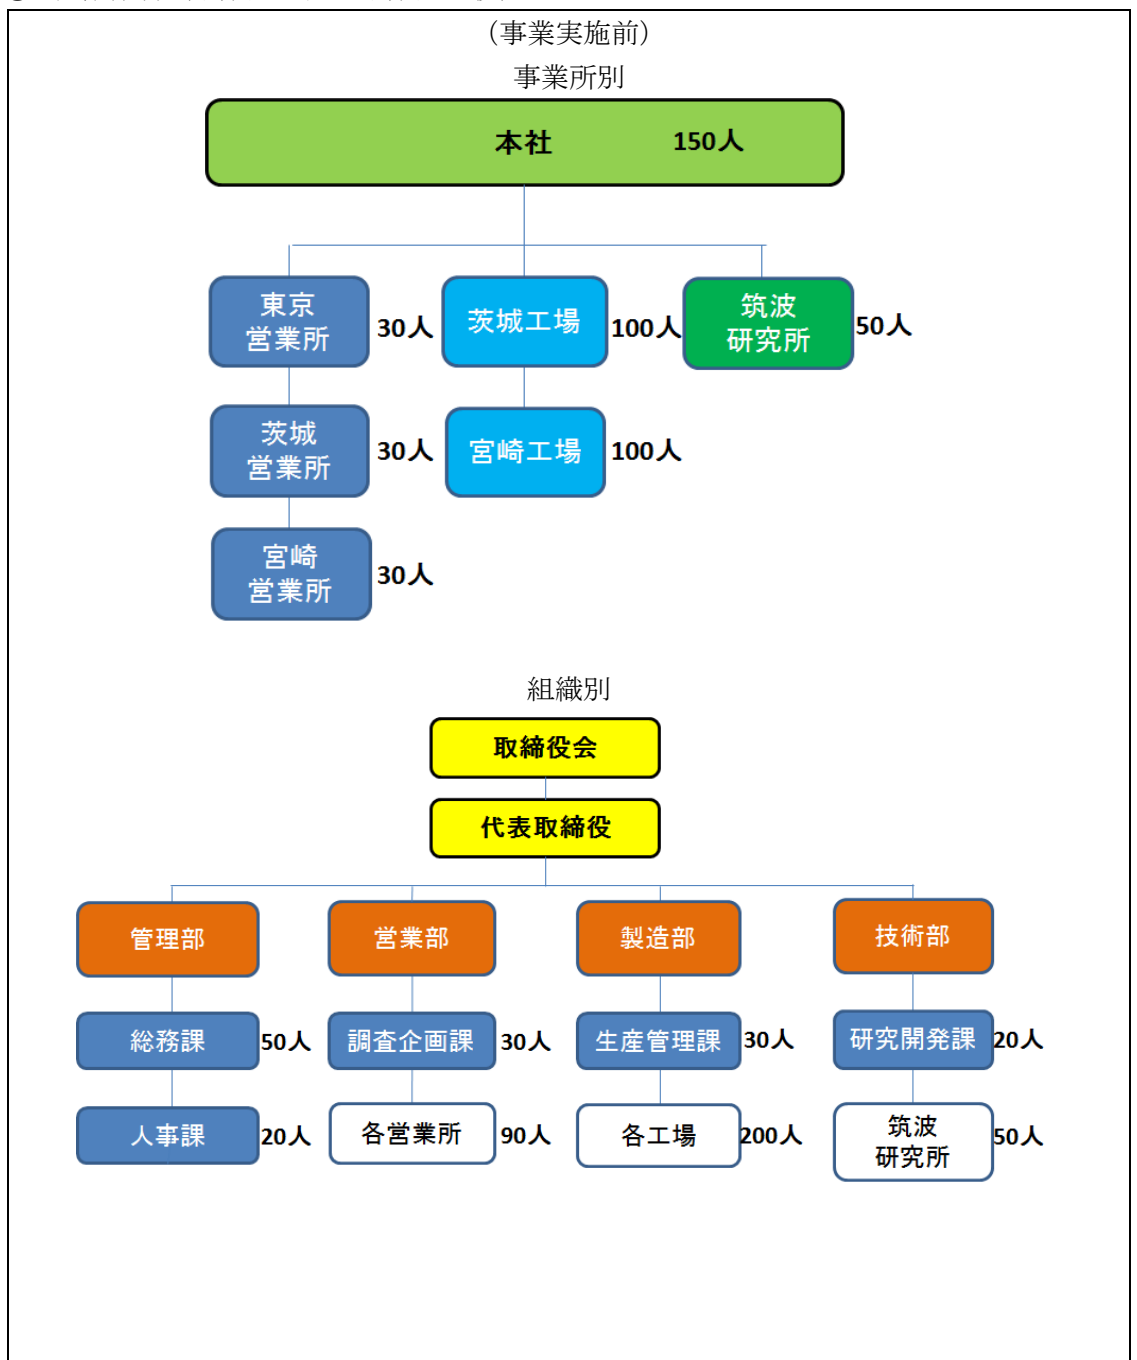 （事業実施前）
事業所別
本社 150人
東京
営業所
30人
茨城工場
100人
筑波
研究所
50人
茨城
営業所
30人
宮崎工場
100人
宮崎
営業所
30人
組織別
取締役会
代表取締役
管理部
営業部
製造部
技術部
総務課 50人
調査企画課 30人
生産管理課 30人
研究開発課 20人
人事課 20人
各営業所 90人
各工場 200人
筑波
研究所
50人